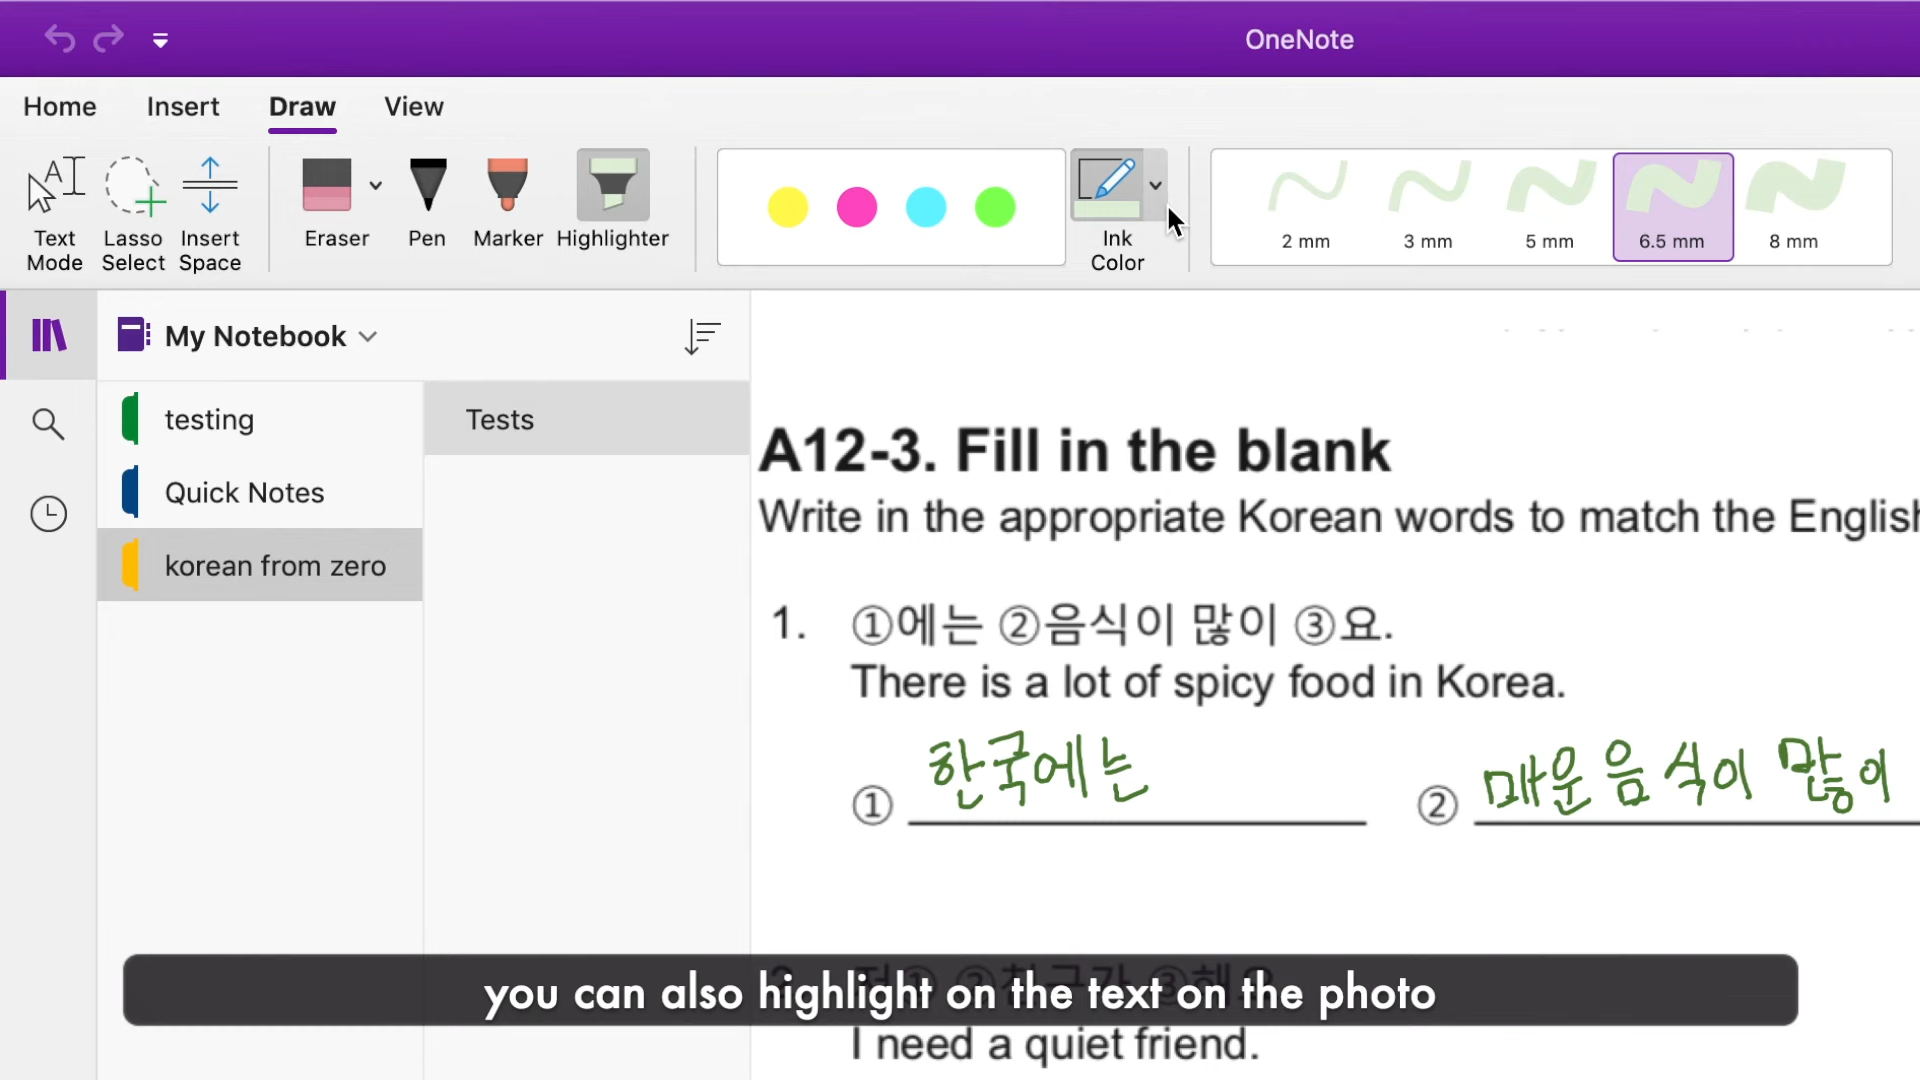 OneNote
Home Insert Draw View
Text Mode
Lasso Select
Insert Space
Eraser
Pen
Marker
Highlighter
Ink Color
2 mm
3 mm
5 mm
6.5 mm
8 mm
My Notebook
testing
Quick Notes
korean from zero
Tests
A12-3. Fill in the blank
Write in the appropriate Korean words to match the English
1. ①에는 ②음식이 많이 ③요.
There is a lot of spicy food in Korea.
① 한국에는 ② 매운음식이 많이
you can also highlight on the text on the photo
I need a quiet friend.